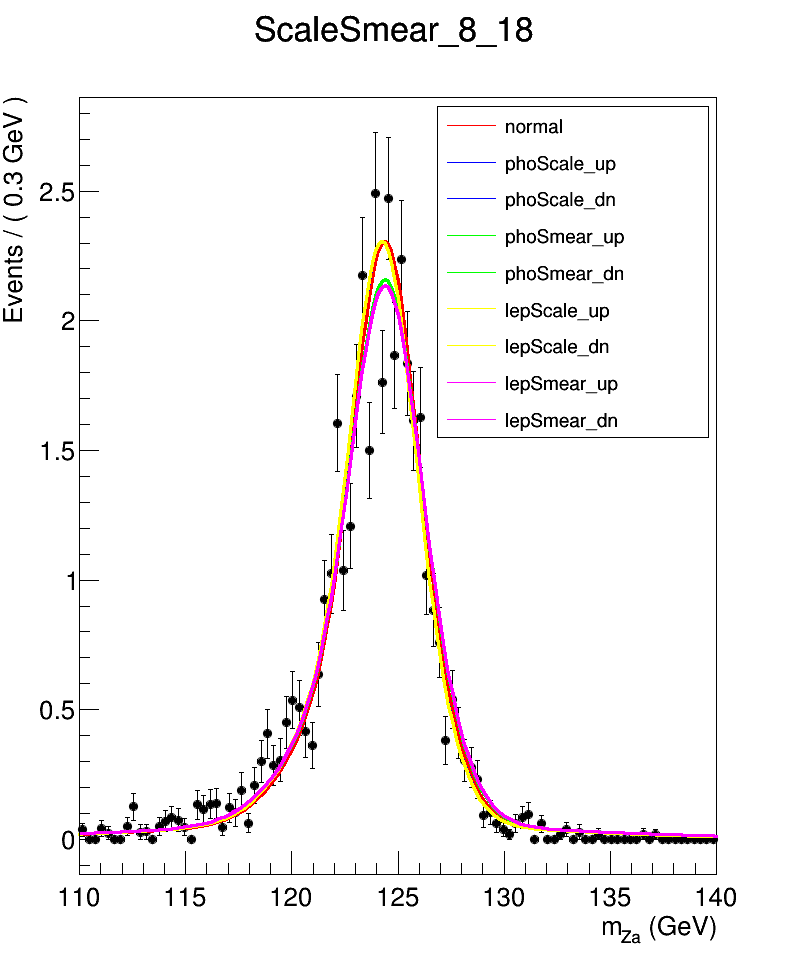 ScaleSmear_8_18
Events / ( 0.3 GeV )
2.5
2
1.5
1
0.5
0
normal
phoScale_up
phoScale_dn
phoSmear_up
phoSmear_dn
lepScale_up
lepScale_dn
lepSmear_up
lepSmear_dn
110 115 120 125 130 135 140
mZa (GeV)